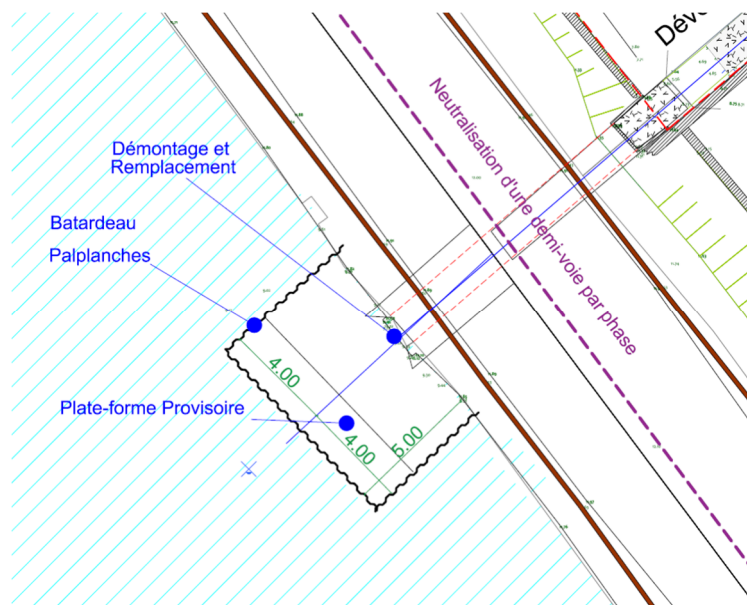 Déve
Neutralisation d'une demi-voie par phase
Démontage et
Remplacement
Batardeau
Palplanches
4.00
Plate-forme Provisoire
4.00
5.00